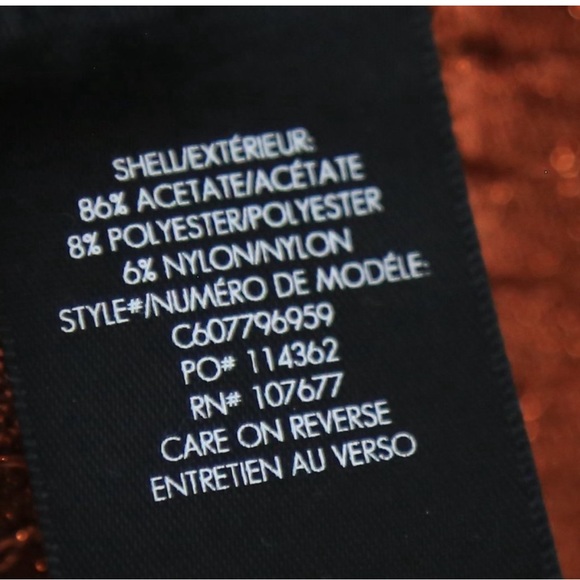 SHELL/EXTÉRIEUR:
86% ACETATE/ACÉTATE
8% POLYESTER/POLYESTER
6% NYLON/NYLON
STYLE#/NUMÉRO DE MODÉLE:
C607796959
PO# 114362
RN# 107677
CARE ON REVERSE
ENTRETIEN AU VERSO